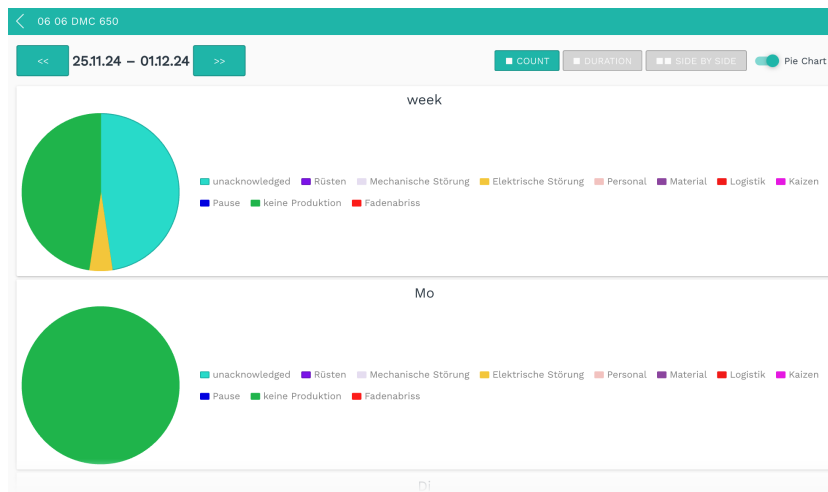 06 06 DMC 650
<< 25.11.24 – 01.12.24 >> COUNT DURATION SIDE BY SIDE Pie Chart
week
unacknowledged Rüsten Mechanische Störung Elektrische Störung Personal Material Logistik Kaizen
Pause keine Produktion Fadenabriss
Mo
unacknowledged Rüsten Mechanische Störung Elektrische Störung Personal Material Logistik Kaizen
Pause keine Produktion Fadenabriss
Di